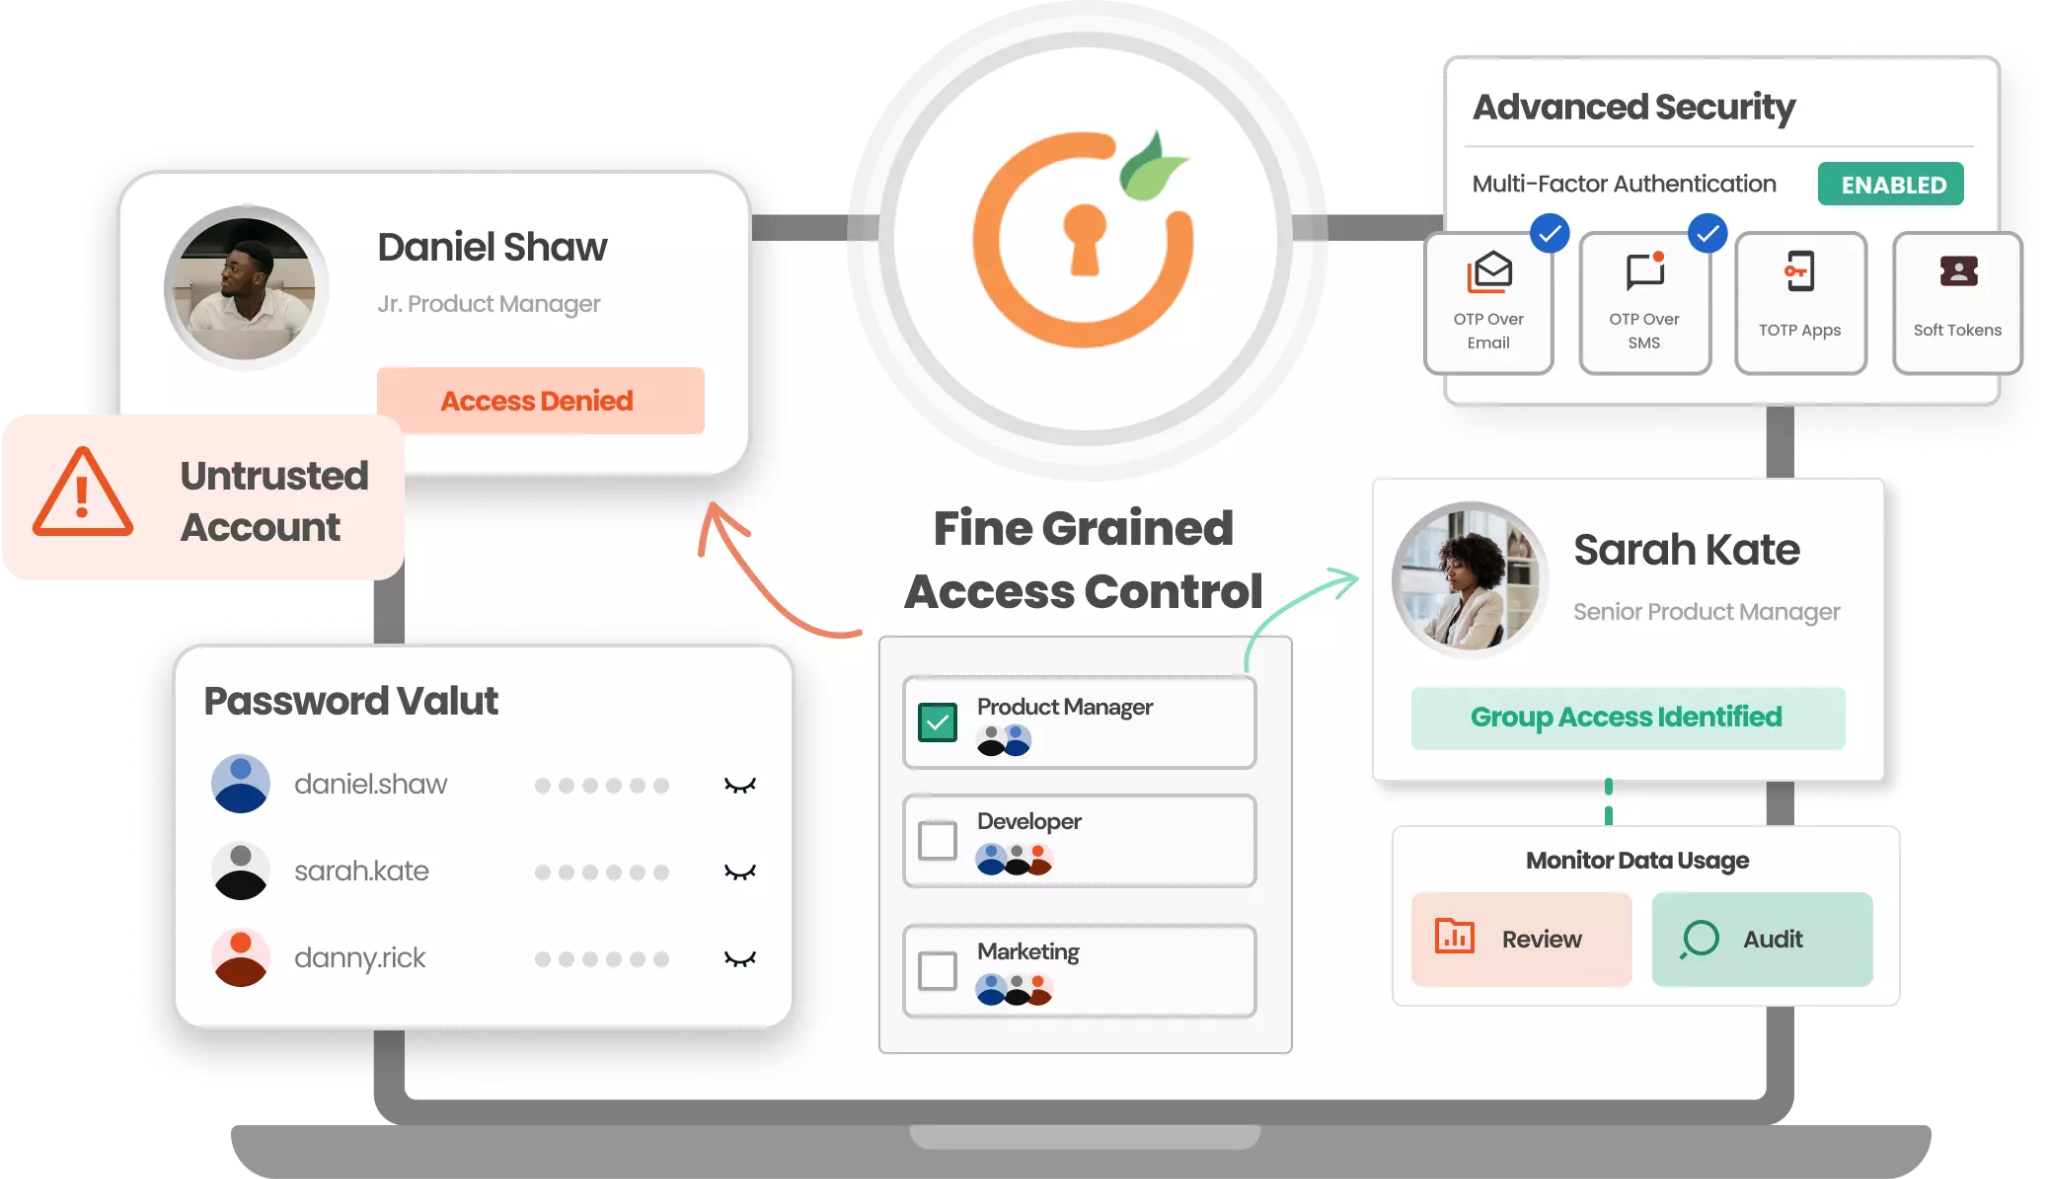 Daniel Shaw
Jr. Product Manager
Access Denied
Untrusted
Account
Password Valut
daniel.shaw
sarah.kate
danny.rick
Fine Grained
Access Control
Product Manager
Developer
Marketing
Advanced Security
Multi-Factor Authentication
ENABLED
OTP Over
Email
OTP Over
SMS
TOTP Apps
Soft Tokens
Sarah Kate
Senior Product Manager
Group Access Identified
Monitor Data Usage
Review
Audit